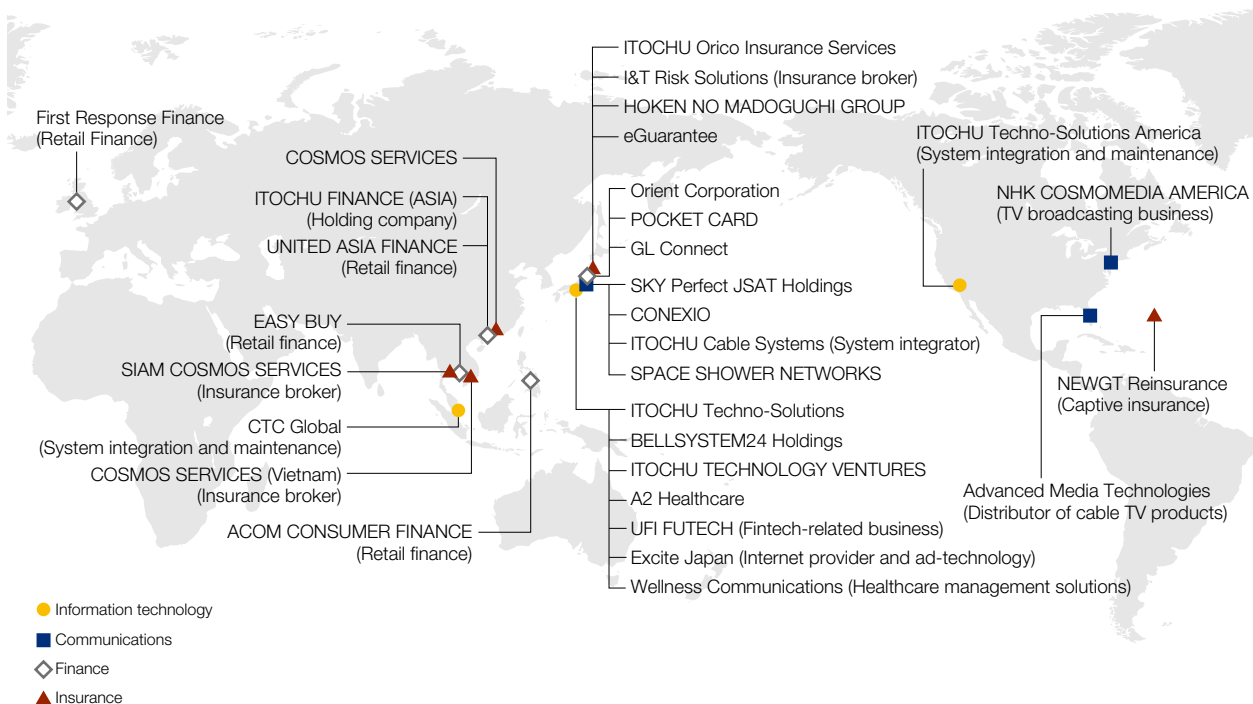 First Response Finance
(Retail Finance)
COSMOS SERVICES
ITOCHU FINANCE (ASIA)
(Holding company)
UNITED ASIA FINANCE
(Retail finance)
EASY BUY
(Retail finance)
SIAM COSMOS SERVICES
(Insurance broker)
CTC Global
(System integration and maintenance)
COSMOS SERVICES (Vietnam)
(Insurance broker)
ACOM CONSUMER FINANCE
(Retail finance)
ITOCHU Orico Insurance Services
I&T Risk Solutions (Insurance broker)
HOKEN NO MADOGUCHI GROUP
eGuarantee
Orient Corporation
POCKET CARD
GL Connect
SKY Perfect JSAT Holdings
CONEXIO
ITOCHU Cable Systems (System integrator)
SPACE SHOWER NETWORKS
ITOCHU Techno-Solutions
BELLSYSTEM24 Holdings
ITOCHU TECHNOLOGY VENTURES
A2 Healthcare
UFI FUTECH (Fintech-related business)
Excite Japan (Internet provider and ad-technology)
Wellness Communications (Healthcare management solutions)
ITOCHU Techno-Solutions America
(System integration and maintenance)
NHK COSMOMEDIA AMERICA
(TV broadcasting business)
NEWGT Reinsurance
(Captive insurance)
Advanced Media Technologies
(Distributor of cable TV products)
Information technology
Communications
Finance
Insurance